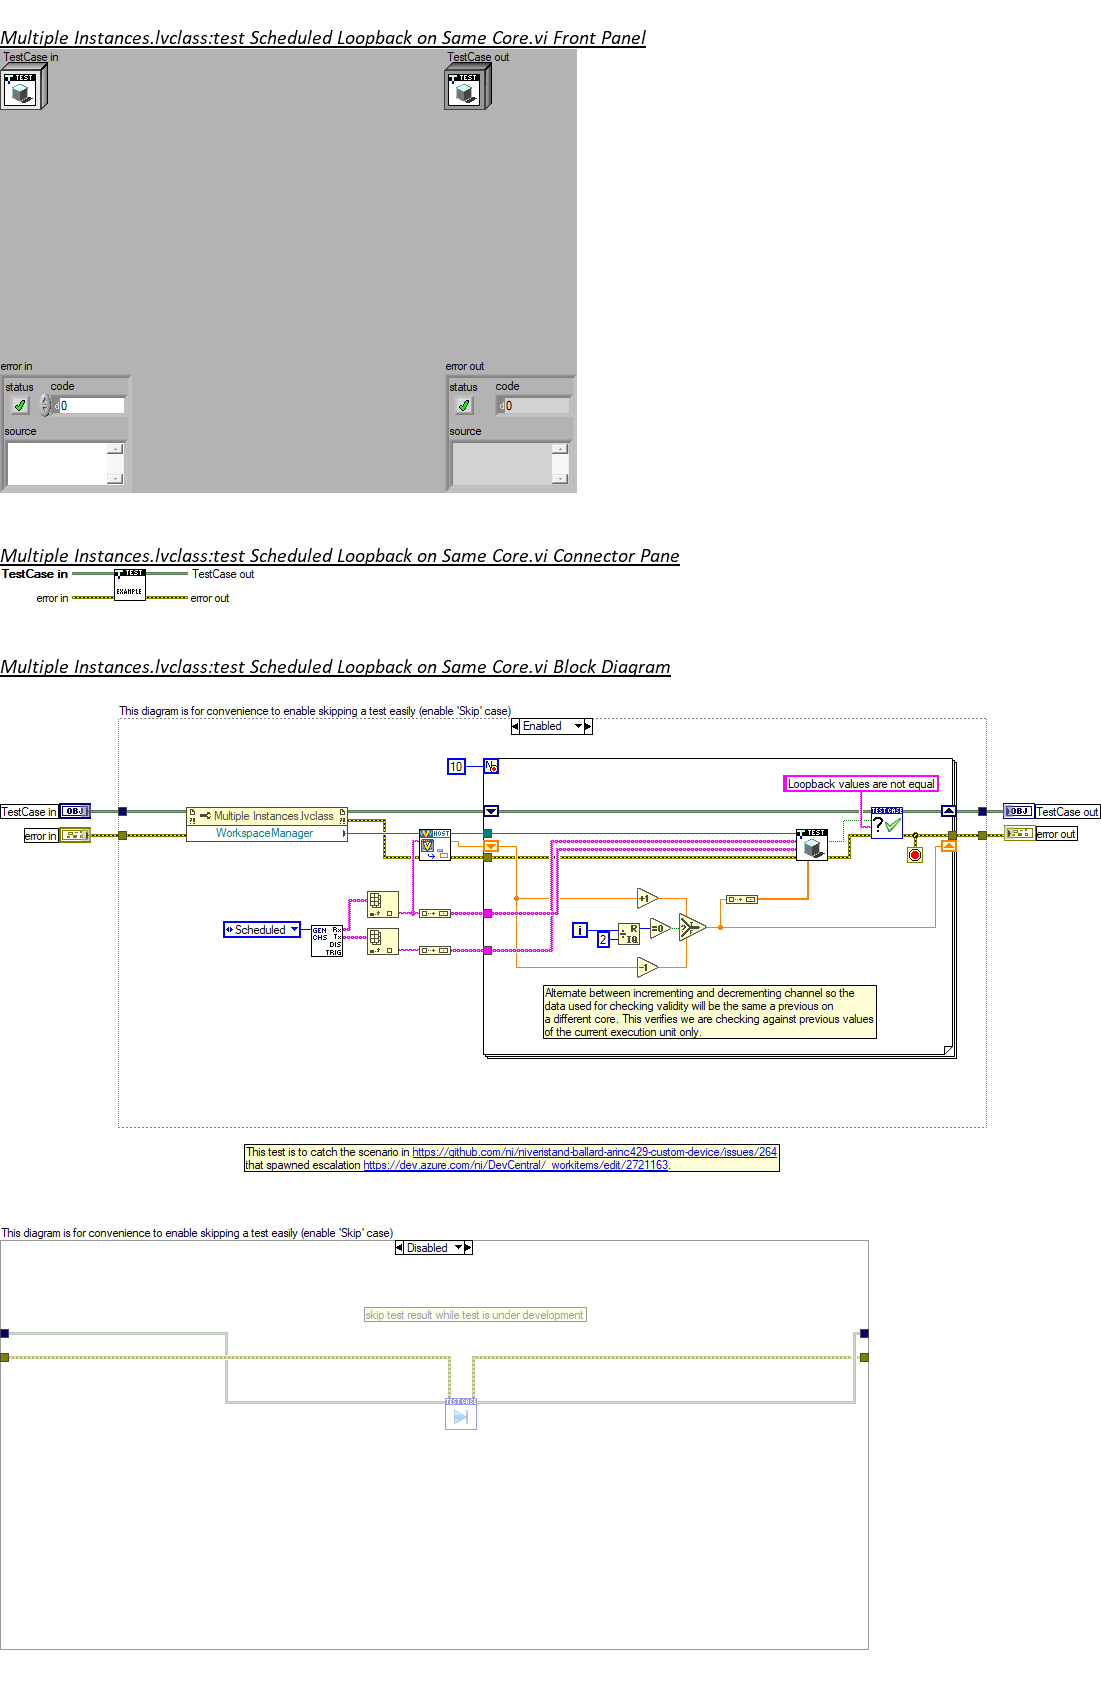 Multiple Instances.lvclass:test Scheduled Loopback on Same Core.vi Front Panel
TestCase in
TestCase out
TEST
TEST
error in
error out
status
code
status
code
d0
d0
source
source
Multiple Instances.lvclass:test Scheduled Loopback on Same Core.vi Connector Pane
TestCase in
TEST
TestCase out
error in
EXAMPLE
error out
Multiple Instances.lvclass:test Scheduled Loopback on Same Core.vi Block Diagram
This diagram is for convenience to enable skipping a test easily (enable 'Skip' case)
Enabled
10
N
Loopback values are not equal
TestCase in
OBJ
Multiple Instances.lvclass
TEST CASE
OBJ
TestCase out
error in
WorkspaceManager
HOST
TEST
?
error out
+1
Scheduled
GEN Rx
CHS Tx
DIS
TRIG
i
2
R
IQ
=0
?
-1
Alternate between incrementing and decrementing channel so the
data used for checking validity will be the same a previous on
a different core. This verifies we are checking against previous values
of the current execution unit only.
This test is to catch the scenario in https://github.com/ni/niveristand-ballard-arinc429-custom-device/issues/264
that spawned escalation https://dev.azure.com/ni/DevCentral/_workitems/edit/2721163.
This diagram is for convenience to enable skipping a test easily (enable 'Skip' case)
Disabled
skip test result while test is under development
TEST CASE